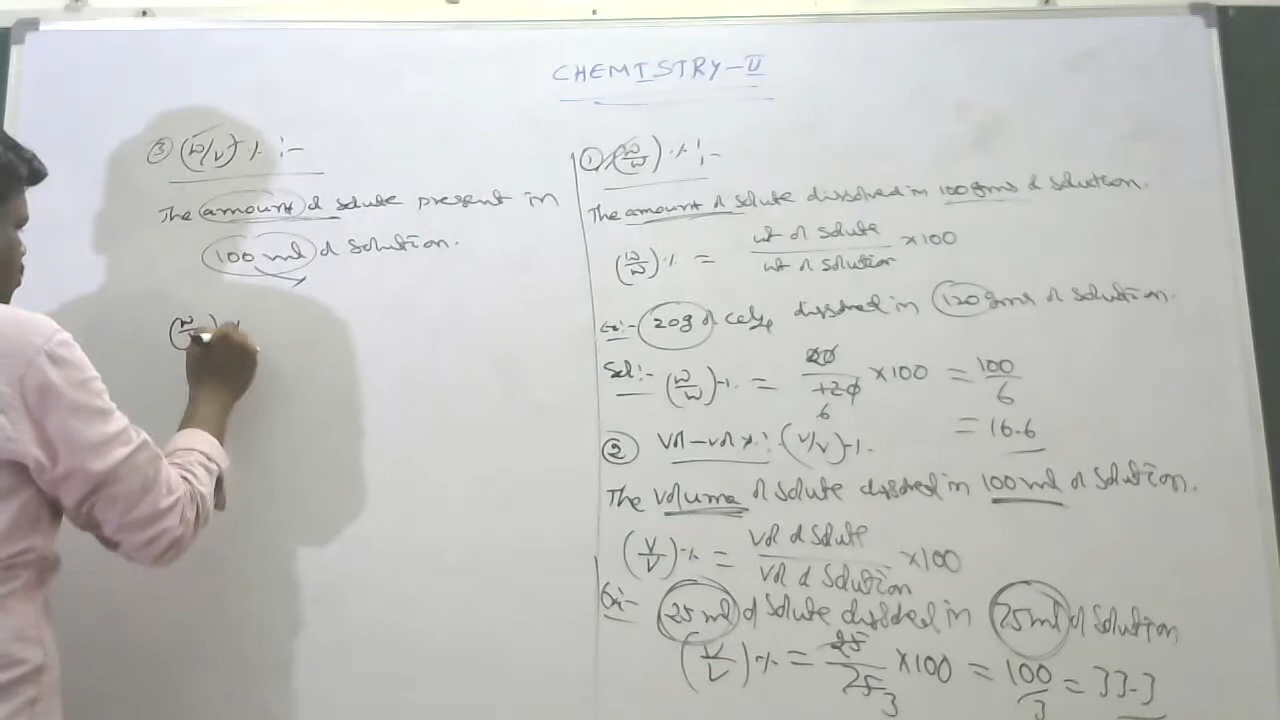 CHEMISTRY-II
③ (W/V) % :-
The amount of solute present in
100 ml of solution.
(W/
① (W/W) % :-
The amount of solute dissolved in 100 gms of solution.
(W/W) % = wt of solute / wt of solution ×100
Ex:- 20g of dissolved in 120 gms of solution.
Sol:- (W/W) % = 20/120 ×100 = 100/6
6
= 16.6
② Vol-Vol %: (V/V) %.
The volume of solute dissolved in 100 ml of solution.
(V/V) % = Vol of solute / Vol of solution ×100
Ex:- 25 ml of solute dissolved in 75 ml of solution
(V/V) % = 25/75 ×100 = 100/3 = 33.3
3